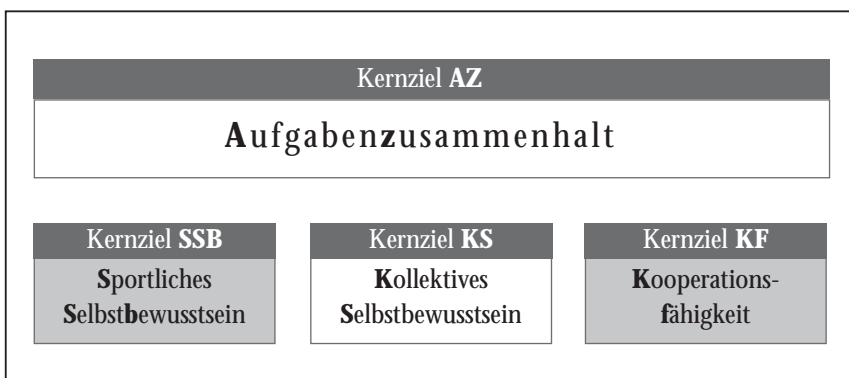 Kernziel AZ
Aufgabenzusammenhalt
Kernziel SSB
Sportliches
Selbstbewusstsein
Kernziel KS
Kollektives
Selbstbewusstsein
Kernziel KF
Kooperations-
fähigkeit